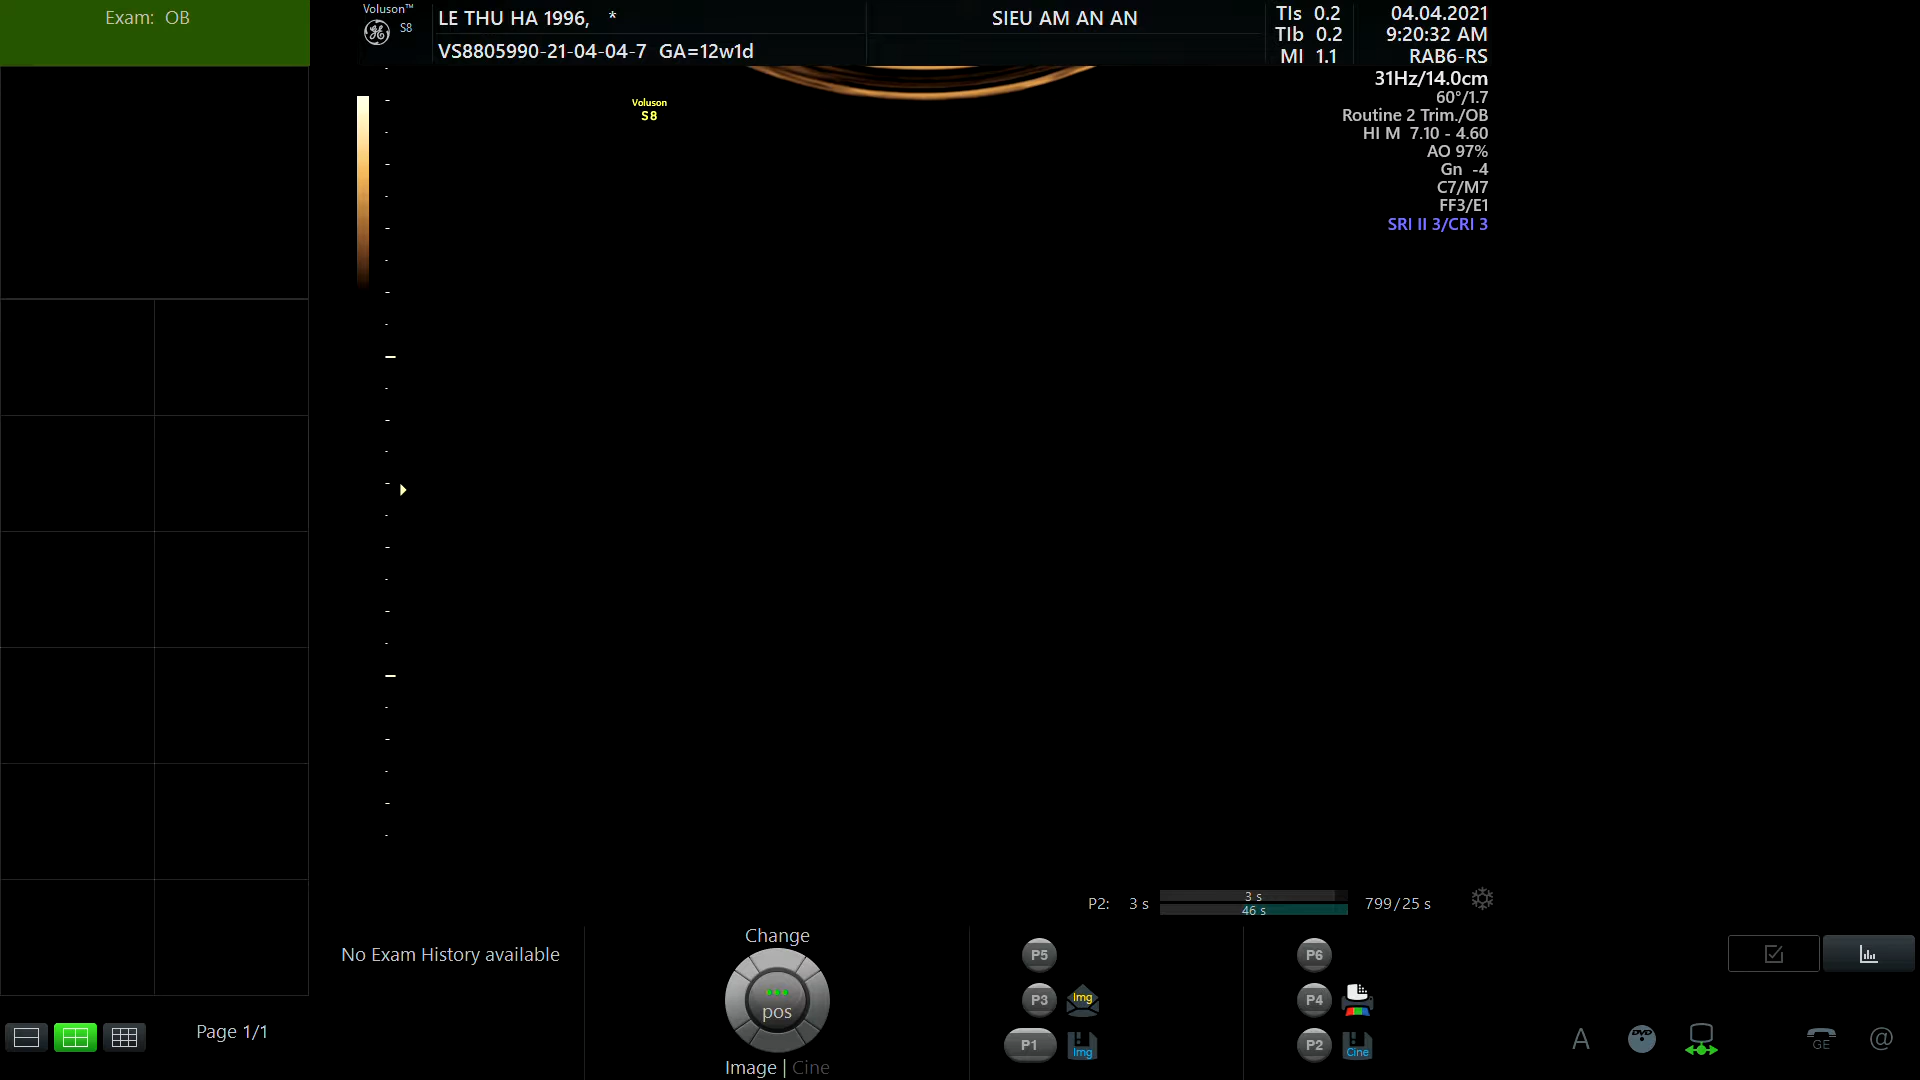 Exam: OB
Voluson™
S8
LE THU HA 1996, *
VS8805990-21-04-04-7 GA=12w1d
SIEU AM AN AN
TIs 0.2
TIb 0.2
MI 1.1
04.04.2021
9:20:32 AM
RAB6-RS
31Hz/14.0cm
60°/1.7
Routine 2 Trim./OB
HI M 7.10 - 4.60
AO 97%
Gn -4
C7/M7
FF3/E1
SRI II 3/CRI 3
Voluson
S8
P2: 3 s
3 s
46 s
799/25 s
No Exam History available
Change
pos
Image | Cine
P5
P3 Img
P1 Img
P6
P4
P2 Cine
Page 1/1
A
DVD
GE
@